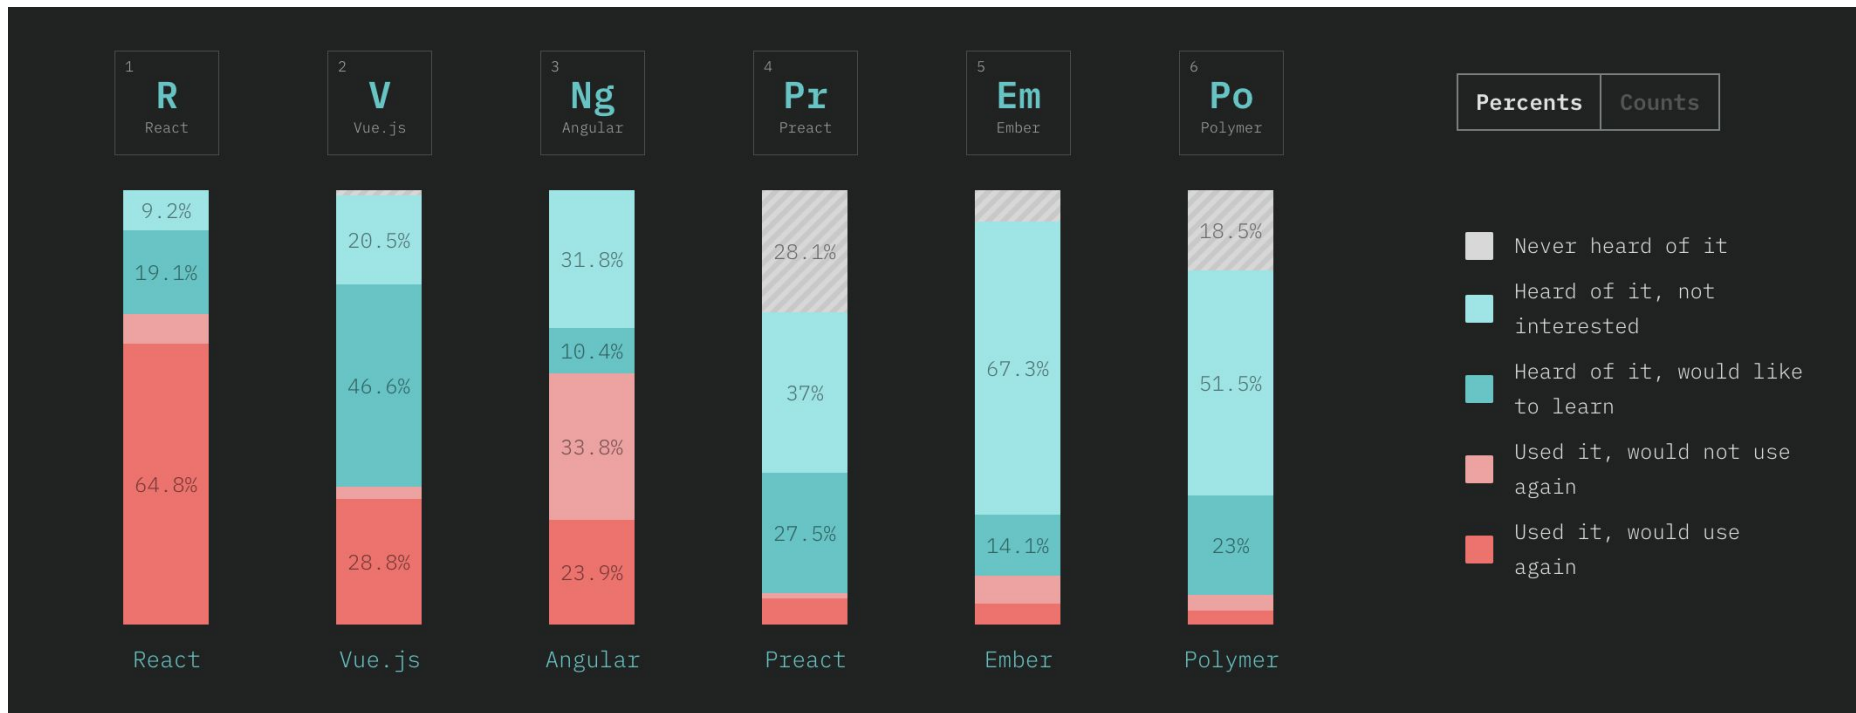 1
R
React
2
V
Vue.js
3
Ng
Angular
4
Pr
Preact
5
Em
Ember
6
Po
Polymer
Percents
Counts
9.2%
19.1%
64.8%
20.5%
46.6%
28.8%
31.8%
10.4%
33.8%
23.9%
28.1%
37%
27.5%
67.3%
14.1%
18.5%
51.5%
23%
React
Vue.js
Angular
Preact
Ember
Polymer
Never heard of it
Heard of it, not
interested
Heard of it, would like
to learn
Used it, would not use
again
Used it, would use
again